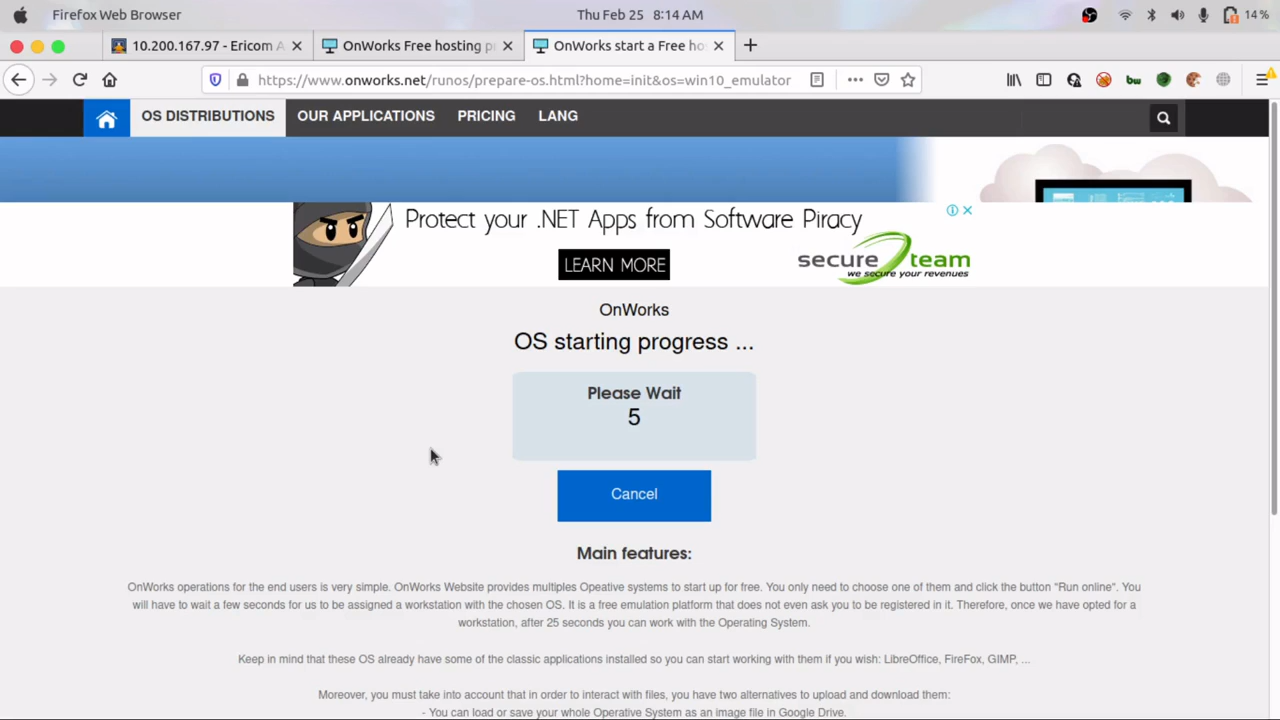 Firefox Web Browser
Thu Feb 25 8:14 AM
14 %
10.200.167.97 - Ericom A
OnWorks Free hosting p
OnWorks start a Free ho
https://www.onworks.net/runos/prepare-os.html?home=init&os=win10_emulator
bw
OS DISTRIBUTIONS
OUR APPLICATIONS
PRICING
LANG
Protect your .NET Apps from Software Piracy
LEARN MORE
secure team
we secure your revenues
OnWorks
OS starting progress ...
Please Wait
5
Cancel
Main features:
OnWorks operations for the end users is very simple. OnWorks Website provides multiples Opeative systems to start up for free. You only need to choose one of them and click the button "Run online". You
will have to wait a few seconds for us to be assigned a workstation with the chosen OS. It is a free emulation platform that does not even ask you to be registered in it. Therefore, once we have opted for a
workstation, after 25 seconds you can work with the Operating System.
Keep in mind that these OS already have some of the classic applications installed so you can start working with them if you wish: LibreOffice, FireFox, GIMP, ...
Moreover, you must take into account that in order to interact with files, you have two alternatives to upload and download them:
- You can load or save your whole Operative System as an image file in Google Drive.